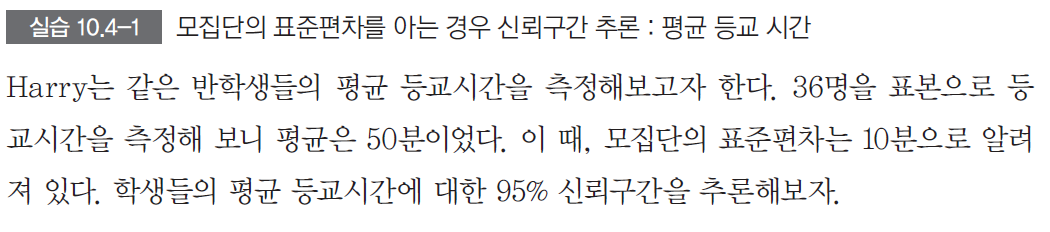 실습 10.4-1 모집단의 표준편차를 아는 경우 신뢰구간 추론 : 평균 등교 시간
Harry는 같은 반학생들의 평균 등교시간을 측정해보고자 한다. 36명을 표본으로 등
교시간을 측정해 보니 평균은 50분이었다. 이 때, 모집단의 표준편차는 10분으로 알려
져 있다. 학생들의 평균 등교시간에 대한 95% 신뢰구간을 추론해보자.